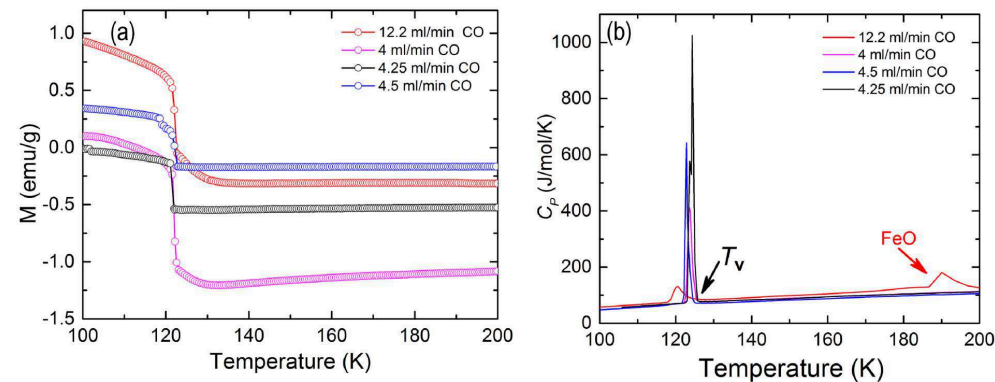 (a)
12.2 ml/min CO
4 ml/min CO
4.25 ml/min CO
4.5 ml/min CO
M (emu/g)
1.0
0.5
0.0
-0.5
-1.0
-1.5
100 120 140 160 180 200
Temperature (K)
(b)
12.2 ml/min CO
4 ml/min CO
4.5 ml/min CO
4.25 ml/min CO
C_P (J/mol/K)
1000
800
600
400
200
0
T_V
FeO
100 120 140 160 180 200
Temperature (K)